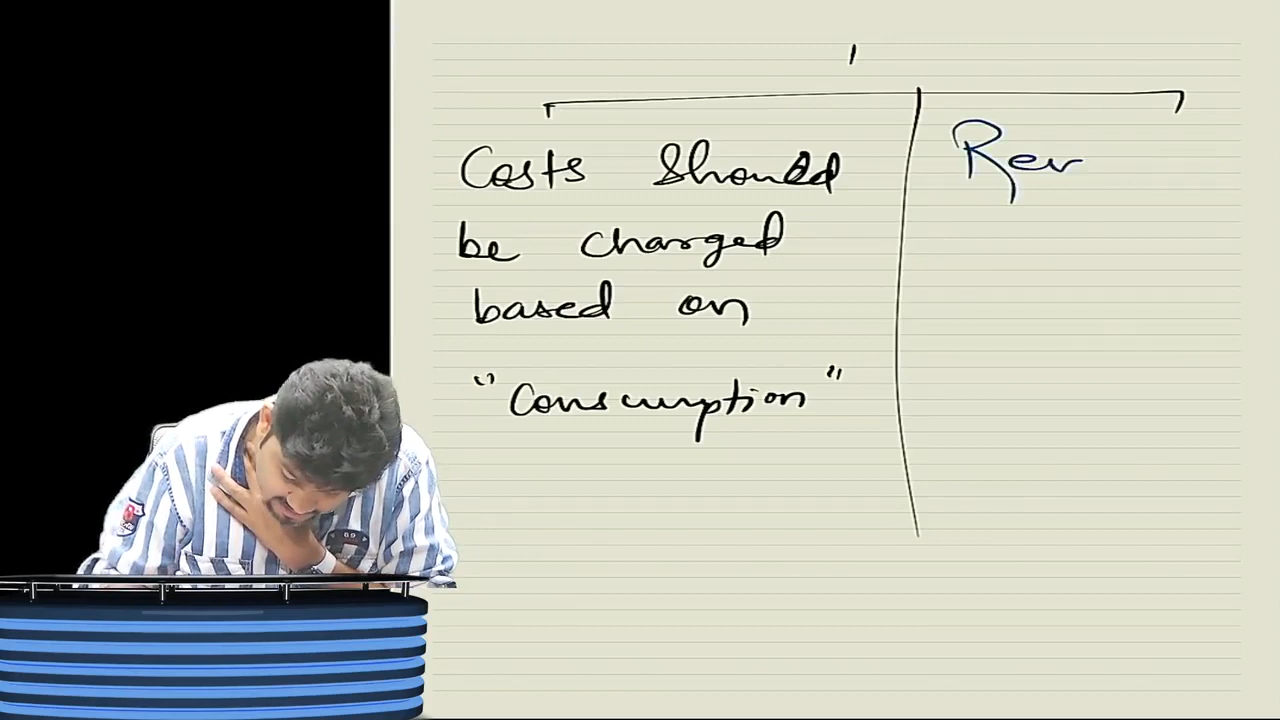 Costs should
be charged
based on
"Consumption"
Rev